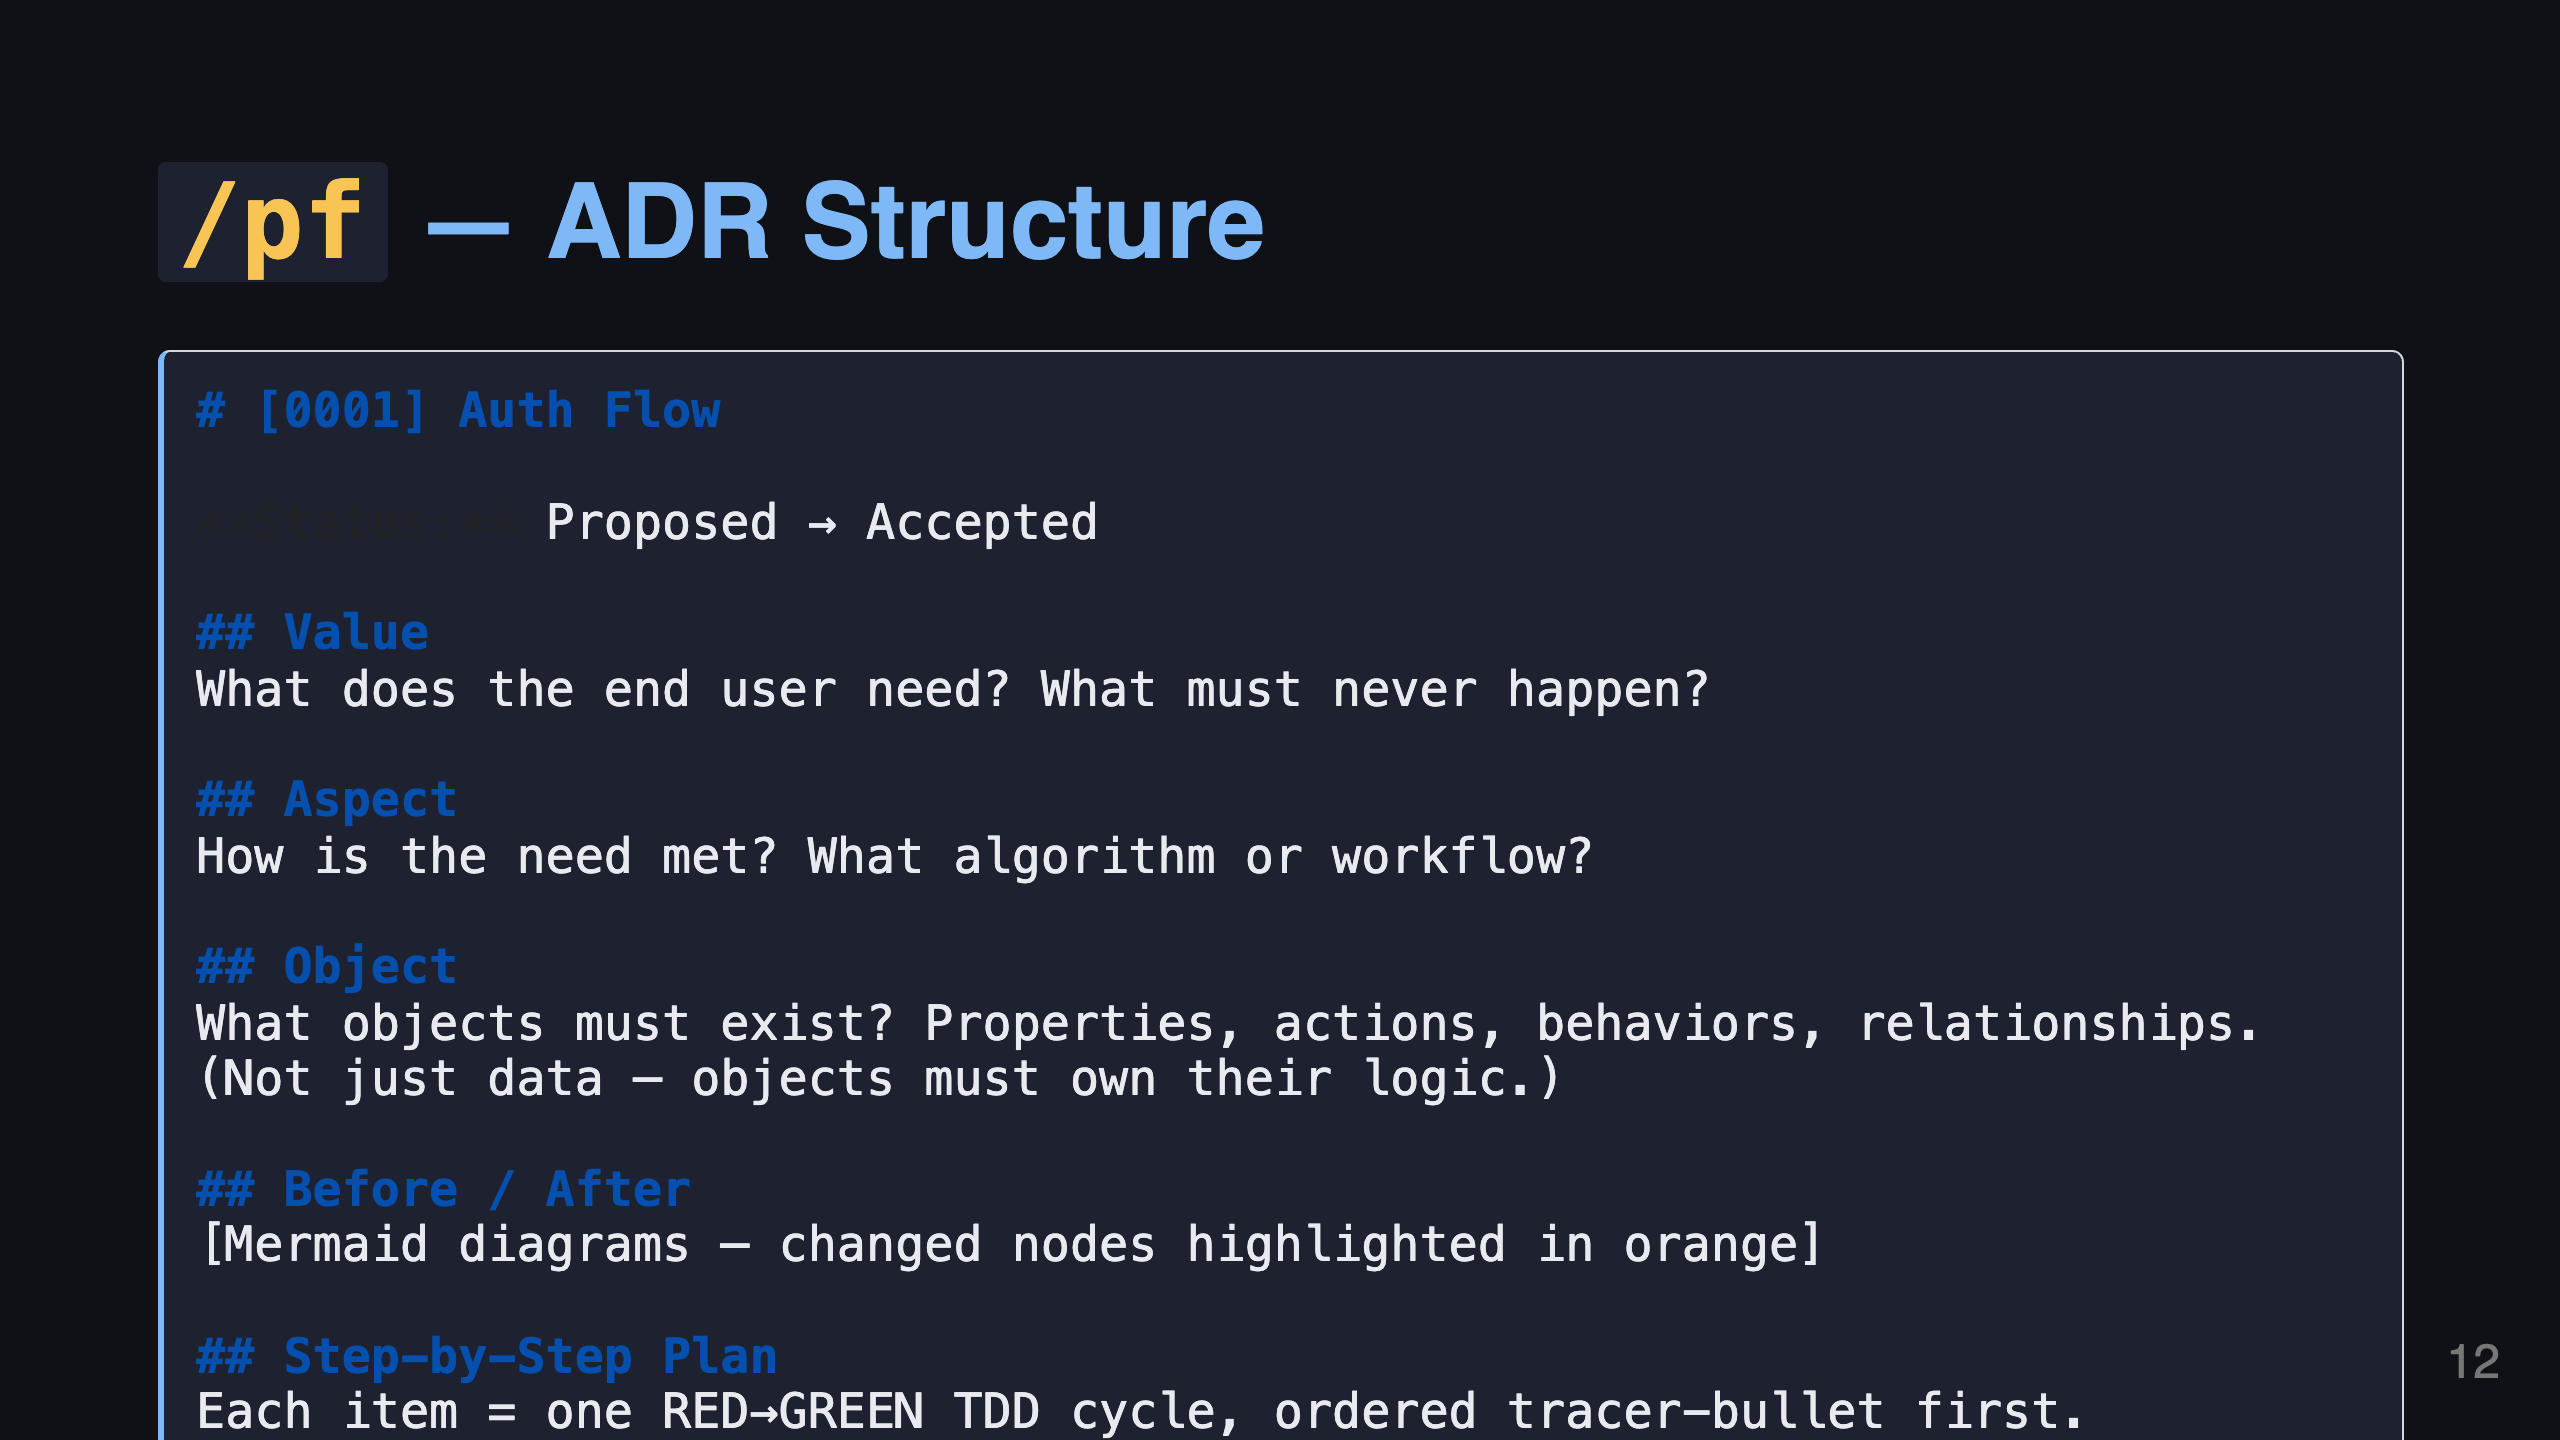 /pf — ADR Structure
# [0001] Auth Flow
**Status:** Proposed → Accepted
## Value
What does the end user need? What must never happen?
## Aspect
How is the need met? What algorithm or workflow?
## Object
What objects must exist? Properties, actions, behaviors, relationships.
(Not just data — objects must own their logic.)
## Before / After
[Mermaid diagrams — changed nodes highlighted in orange]
## Step-by-Step Plan
Each item = one RED→GREEN TDD cycle, ordered tracer-bullet first.
12